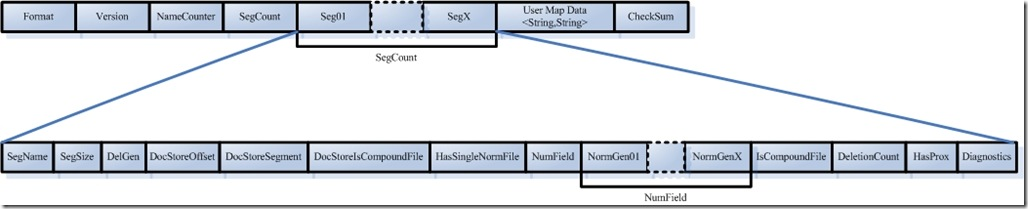 Format Version NameCounter SegCount Seg01 SegX User Map Data <String,String> CheckSum
SegCount
SegName SegSize DelGen DocStoreOffset DocStoreSegment DocStoreIsCompoundFile HasSingleNormFile NumField NormGen01 NormGenX IsCompoundFile DeletionCount HasProx Diagnostics
NumField